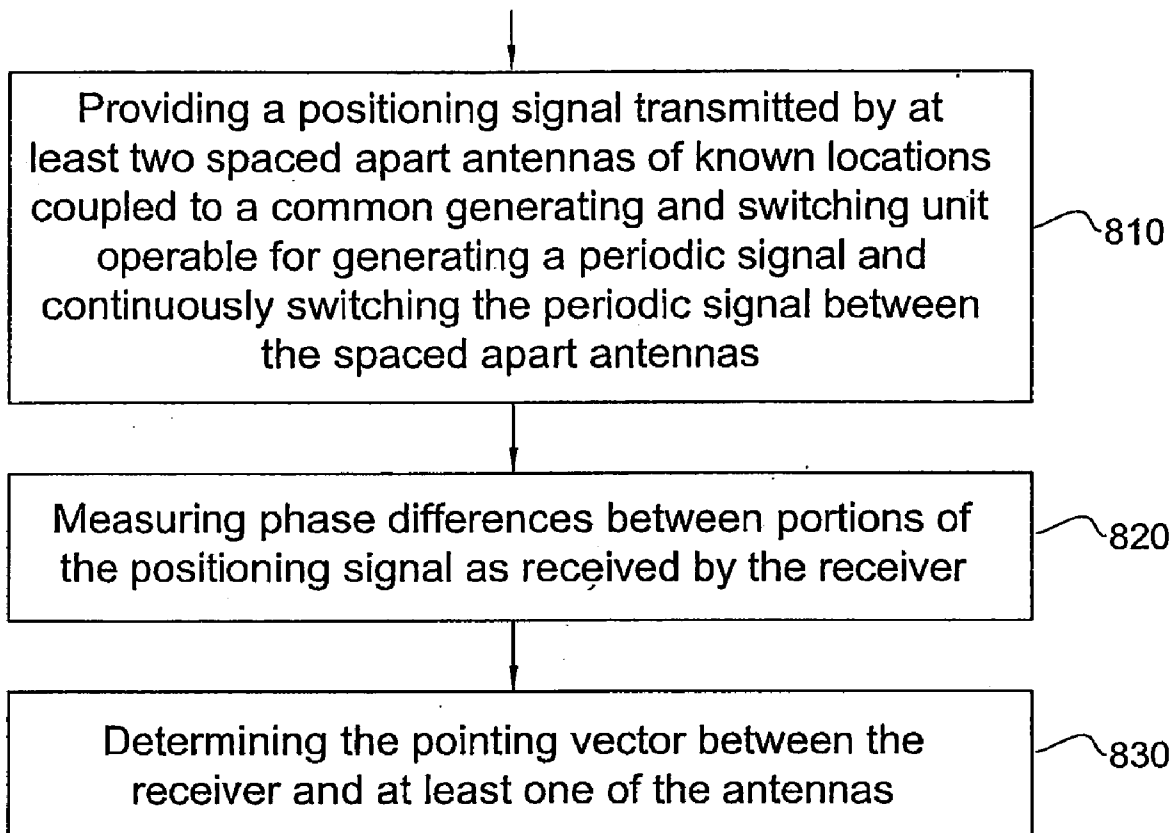 Providing a positioning signal transmitted by at
least two spaced apart antennas of known locations
coupled to a common generating and switching unit
operable for generating a periodic signal and
continuously switching the periodic signal between
the spaced apart antennas
810
Measuring phase differences between portions of
the positioning signal as received by the receiver
820
Determining the pointing vector between the
receiver and at least one of the antennas
830